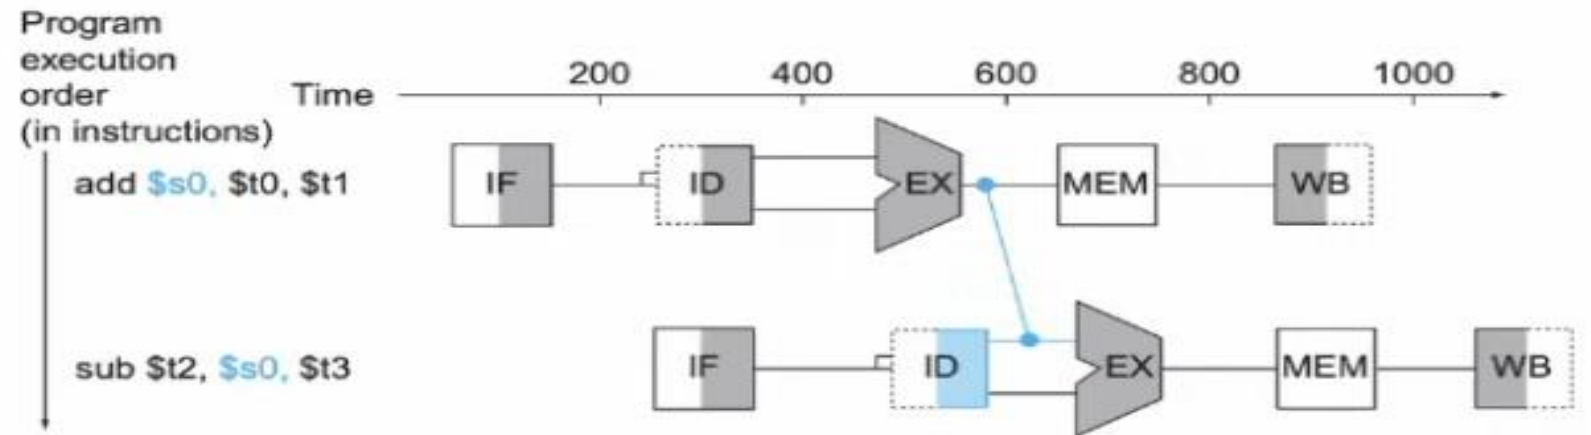 Program
execution
order
(in instructions)
Time
200 400 600 800 1000
add $s0, $t0, $t1
IF ID EX MEM WB
sub $t2, $s0, $t3
IF ID EX MEM WB